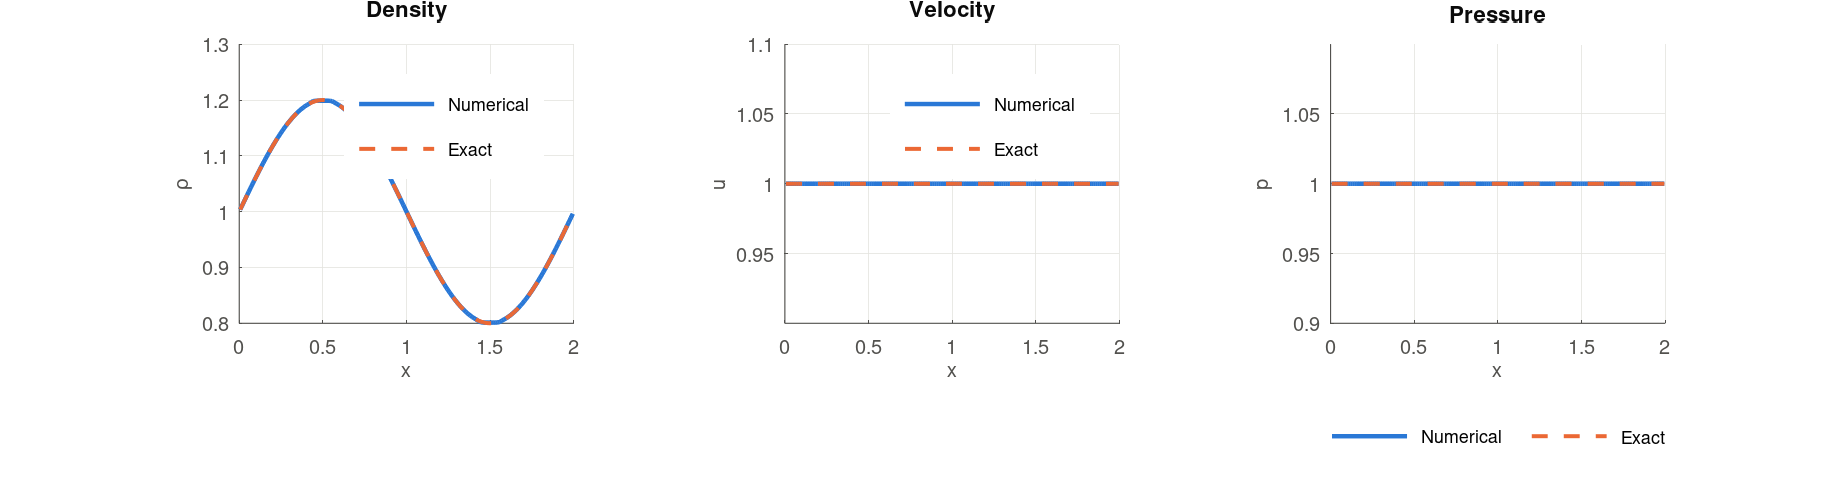 Density
1.3
1.2
1.1
1
0.9
0.8
ρ
Numerical
Exact
0 0.5 1 1.5 2
x
Velocity
1.1
1.05
1
0.95
u
Numerical
Exact
0 0.5 1 1.5 2
x
Pressure
1.05
1
0.95
0.9
p
0 0.5 1 1.5 2
x
Numerical Exact